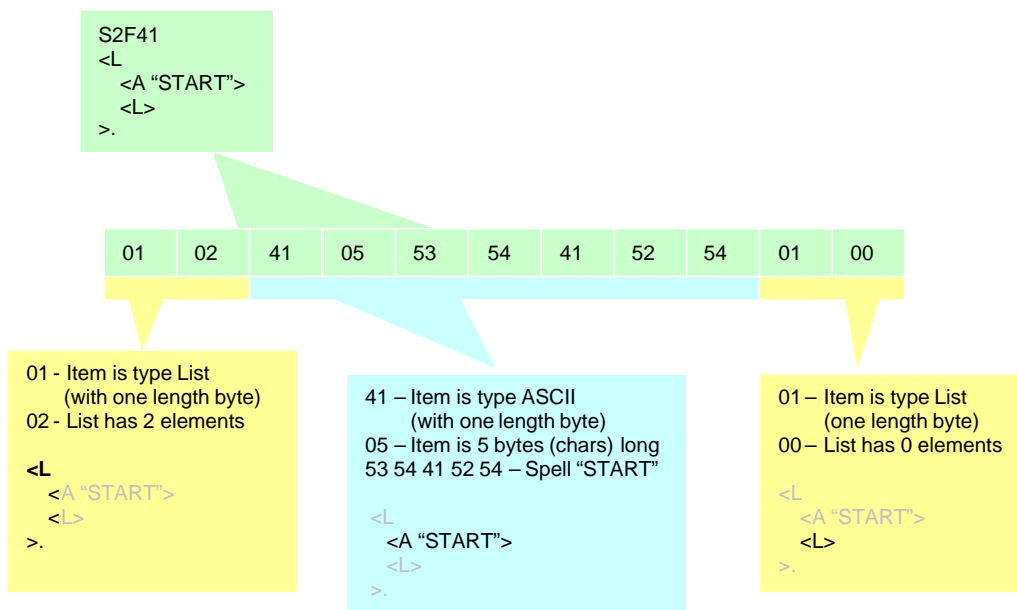 S2F41
<L
<A “START”>
<L>
>.
01 02 41 05 53 54 41 52 54 01 00
01 - Item is type List
(with one length byte)
02 - List has 2 elements
<L
<A “START”>
<L>
>.
41 – Item is type ASCII
(with one length byte)
05 – Item is 5 bytes (chars) long
53 54 41 52 54 – Spell “START”
<L
<A “START”>
<L>
>.
01 – Item is type List
(one length byte)
00 – List has 0 elements
<L
<A “START”>
<L>
>.